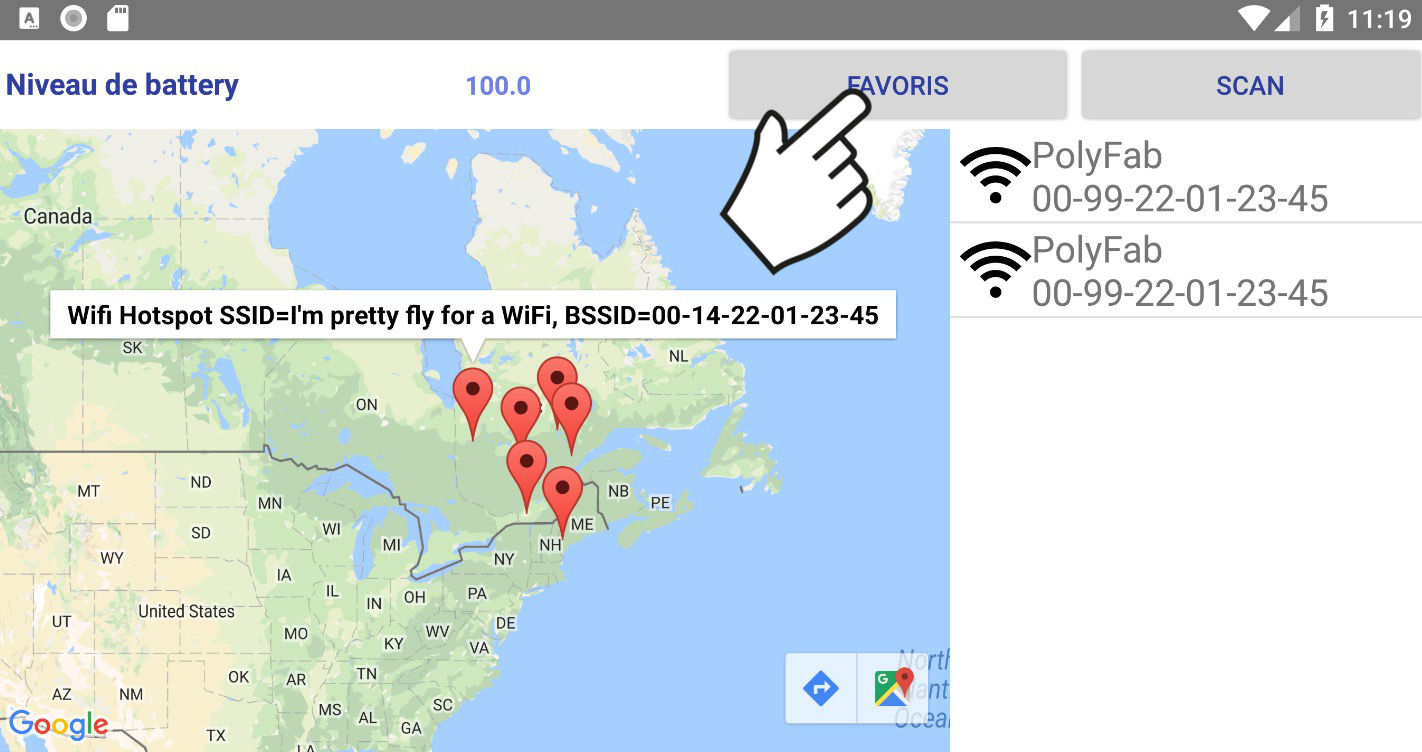 11:19
Niveau de battery
100.0
FAVORIS
SCAN
PolyFab
00-99-22-01-23-45
PolyFab
00-99-22-01-23-45
Canada
Wifi Hotspot SSID=I'm pretty fly for a WiFi, BSSID=00-14-22-01-23-45
SK
NL
ON
MT
ND
MN
NB
PE
SD
WI
MI
ME
NH
WY
NY
IA
IL
IN
OH
PA
United States
UT
MO
KY
WV
DE
VA
OK
AR
TN
AZ
NM
MS
AL
GA
SC
Google
TX
LA
G